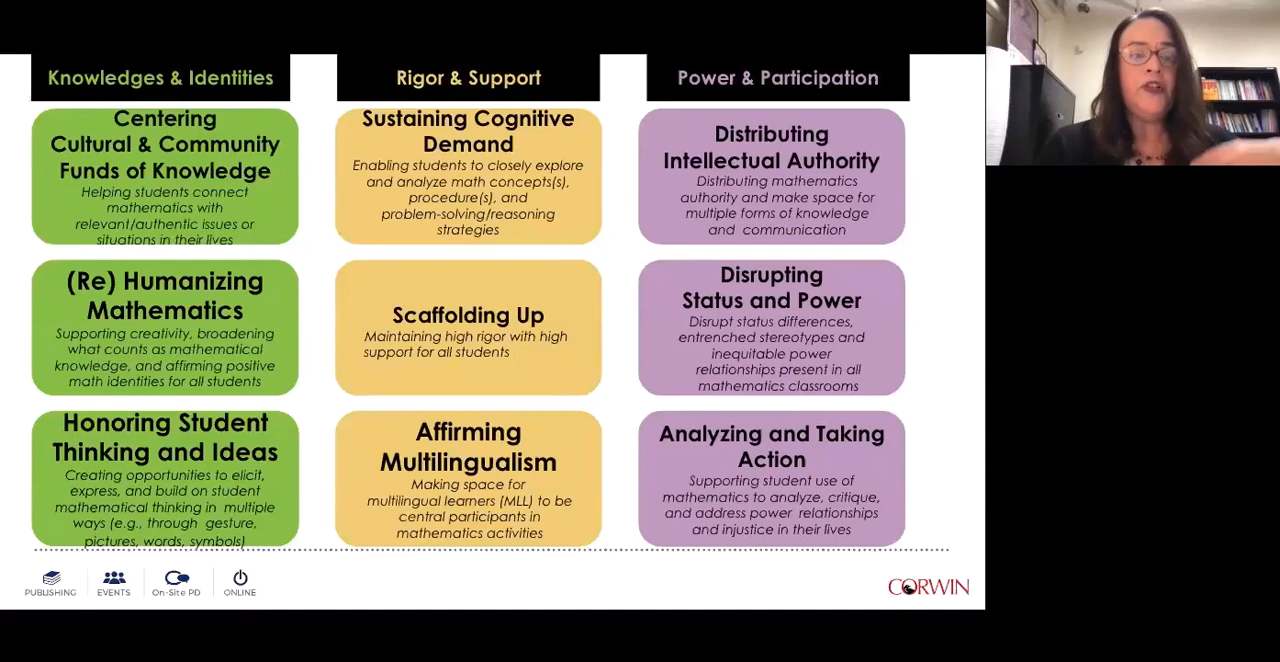 Knowledges & Identities
Centering
Cultural & Community
Funds of Knowledge
Helping students connect
mathematics with
relevant/authentic issues or
situations in their lives
(Re) Humanizing
Mathematics
Supporting creativity, broadening
what counts as mathematical
knowledge, and affirming positive
math identities for all students
Honoring Student
Thinking and Ideas
Creating opportunities to elicit,
express, and build on student
mathematical thinking in multiple
ways (e.g., through gesture,
pictures, words, symbols)
Rigor & Support
Sustaining Cognitive
Demand
Enabling students to closely explore
and analyze math concepts(s),
procedure(s), and
problem-solving/reasoning
strategies
Scaffolding Up
Maintaining high rigor with high
support for all students
Affirming
Multilingualism
Making space for
multilingual learners (MLL) to be
central participants in
mathematics activities
Power & Participation
Distributing
Intellectual Authority
Distributing mathematics
authority and make space for
multiple forms of knowledge
and communication
Disrupting
Status and Power
Disrupt status differences,
entrenched stereotypes and
inequitable power
relationships present in all
mathematics classrooms
Analyzing and Taking
Action
Supporting student use of
mathematics to analyze, critique,
and address power relationships
and injustice in their lives
PUBLISHING
EVENTS
On-Site PD
ONLINE
CORWIN